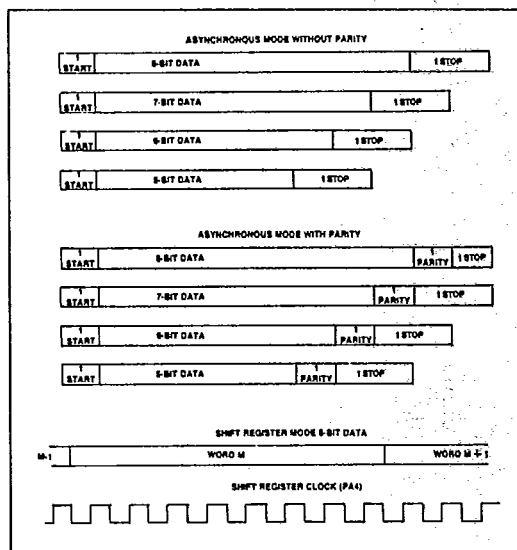 ASYNCHRONOUS MODE WITHOUT PARITY
1 START 8-BIT DATA 1 STOP
1 START 7-BIT DATA 1 STOP
1 START 6-BIT DATA 1 STOP
1 START 5-BIT DATA 1 STOP
ASYNCHRONOUS MODE WITH PARITY
1 START 8-BIT DATA 1 PARITY 1 STOP
1 START 7-BIT DATA 1 PARITY 1 STOP
1 START 6-BIT DATA 1 PARITY 1 STOP
1 START 5-BIT DATA 1 PARITY 1 STOP
SHIFT REGISTER MODE 8-BIT DATA
M-1 WORD M WORD M + 1
SHIFT REGISTER CLOCK (PA4)